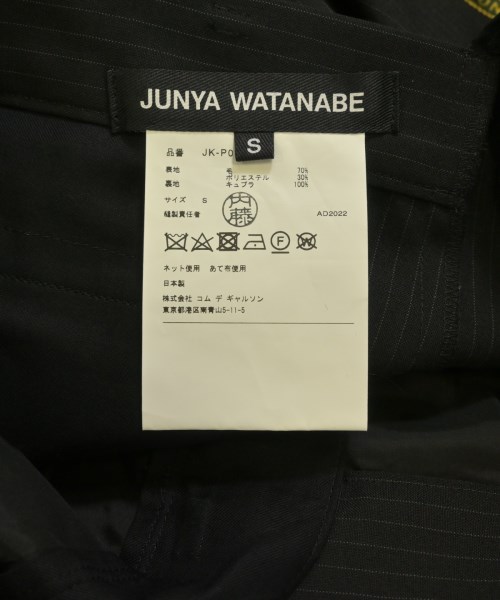 JUNYA WATANABE
S
品番 JK-P0
表地 毛 70%
ポリエステル 30%
裏地 キュプラ 100%
サイズ S
縫製責任者 内藤 AD2022
ネット使用 あて布使用
日本製
株式会社 コム デ ギャルソン
東京都港区南青山5-11-5